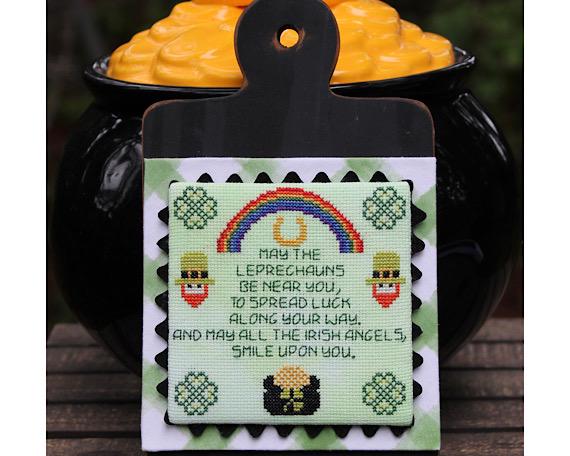 MAY THE
LEPRECHAUNS
BE NEAR YOU,
TO SPREAD LUCK
ALONG YOUR WAY.
AND MAY ALL THE IRISH ANGELS,
SMILE UPON YOU.